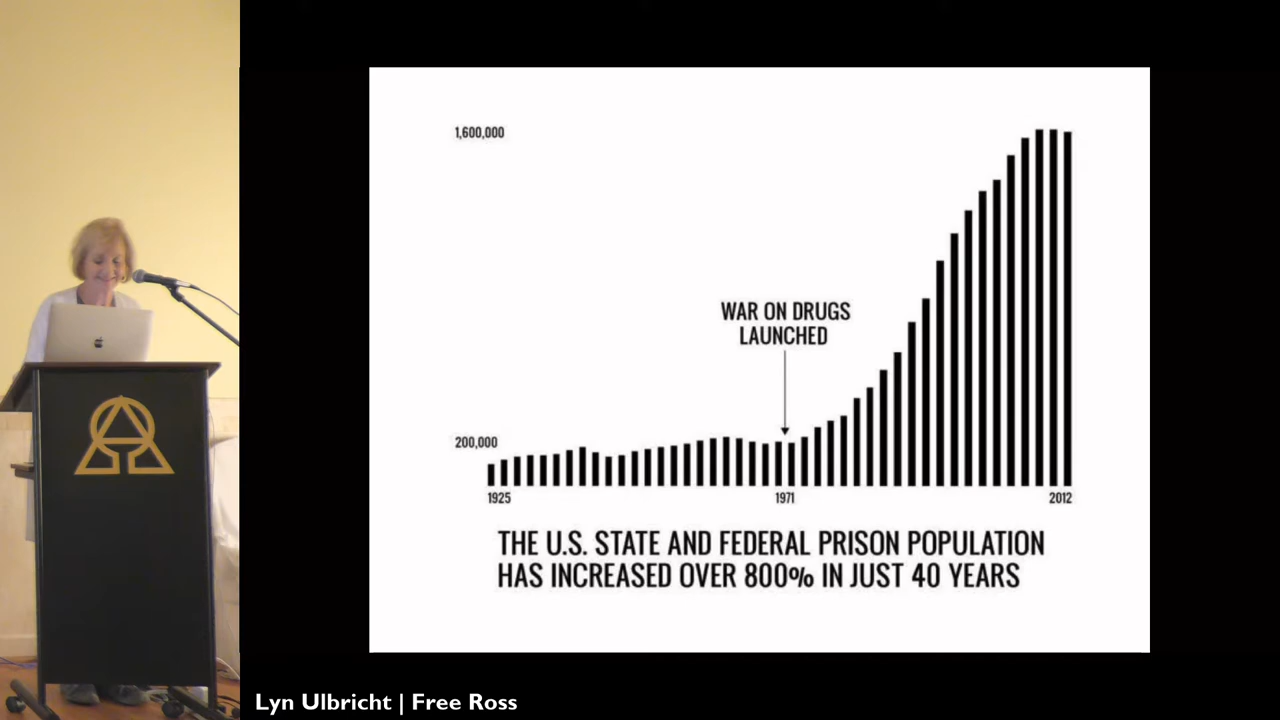 1,600,000
WAR ON DRUGS
LAUNCHED
200,000
1925
1971
2012
THE U.S. STATE AND FEDERAL PRISON POPULATION
HAS INCREASED OVER 800% IN JUST 40 YEARS
Lyn Ulbricht | Free Ross